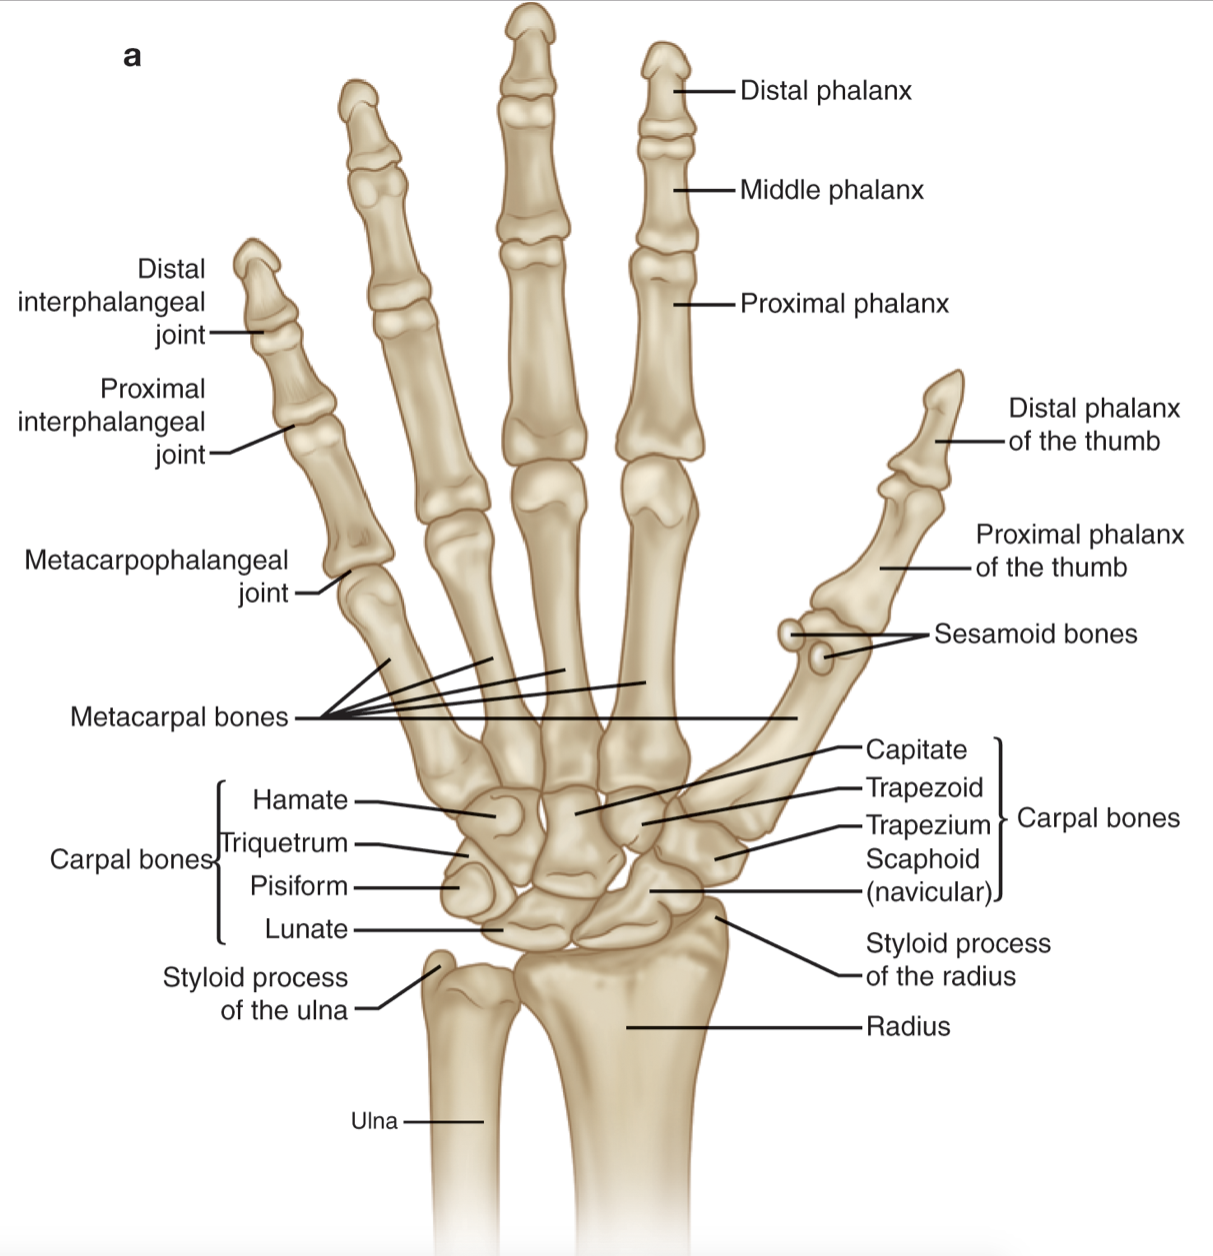 a
Distal phalanx
Middle phalanx
Proximal phalanx
Distal
interphalangeal
joint
Proximal
interphalangeal
joint
Metacarpophalangeal
joint
Metacarpal bones
Distal phalanx
of the thumb
Proximal phalanx
of the thumb
Sesamoid bones
Carpal bones
Hamate
Triquetrum
Pisiform
Lunate
Capitate
Trapezoid
Trapezium
Scaphoid
(navicular)
Carpal bones
Styloid process
of the ulna
Styloid process
of the radius
Radius
Ulna